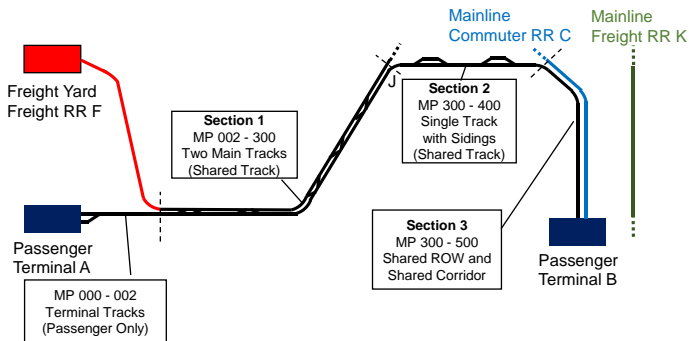 Mainline
Commuter RR C
Mainline
Freight RR K
Freight Yard
Freight RR F
J
Section 1
MP 002 - 300
Two Main Tracks
(Shared Track)
Section 2
MP 300 - 400
Single Track
with Sidings
(Shared Track)
Section 3
MP 300 - 500
Shared ROW and
Shared Corridor
Passenger
Terminal A
Passenger
Terminal B
MP 000 - 002
Terminal Tracks
(Passenger Only)